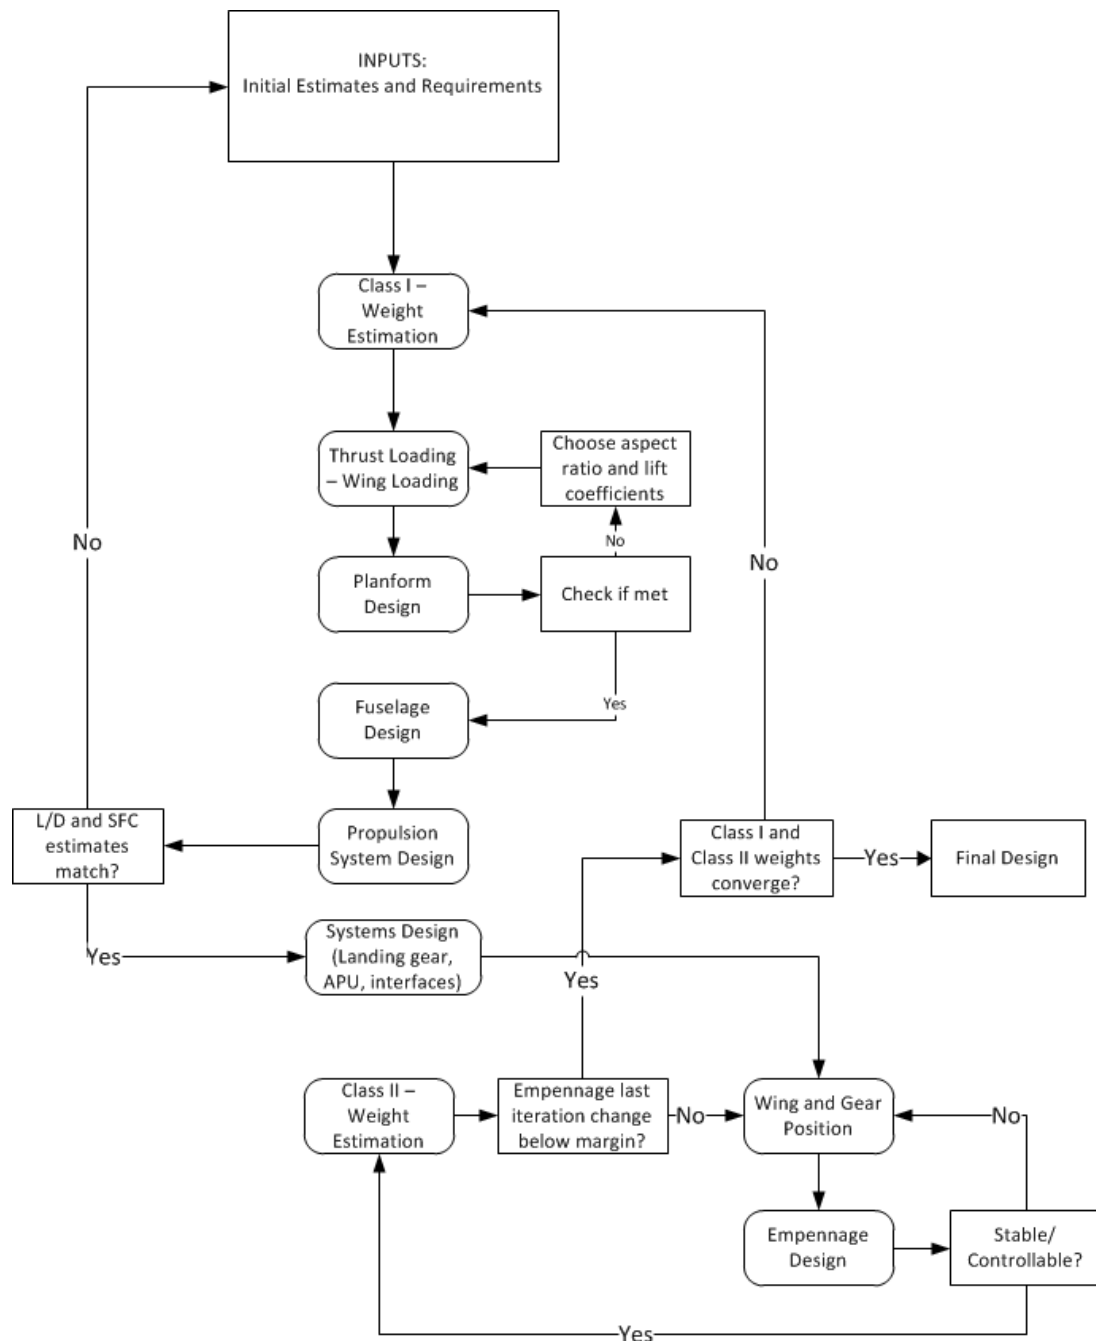 INPUTS:
Initial Estimates and Requirements
Class I –
Weight
Estimation
Thrust Loading
– Wing Loading
Choose aspect
ratio and lift
coefficients
No
No
No
Planform
Design
Check if met
Yes
Fuselage
Design
L/D and SFC
estimates
match?
Propulsion
System Design
Class I and
Class II weights
converge?
Yes
Final Design
Yes
Systems Design
(Landing gear,
APU, interfaces)
Yes
Class II –
Weight
Estimation
Empennage last
iteration change
below margin?
No
Wing and Gear
Position
No
Empennage
Design
Stable/
Controllable?
Yes